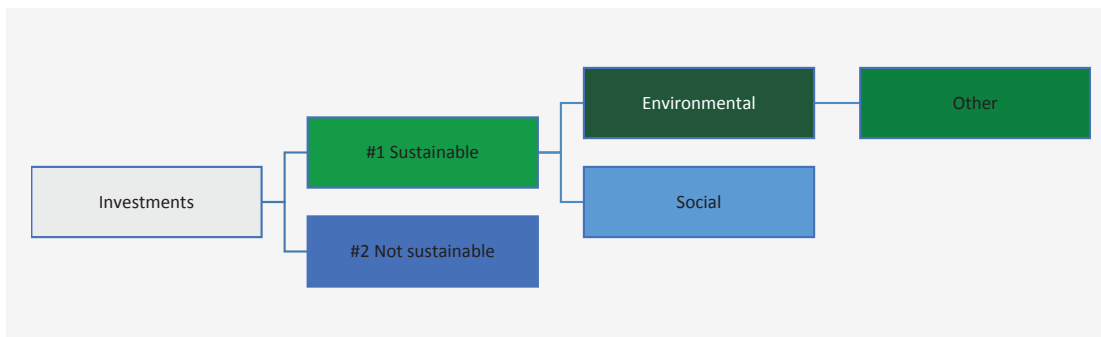 Environmental
Other
#1 Sustainable
Investments
Social
#2 Not sustainable